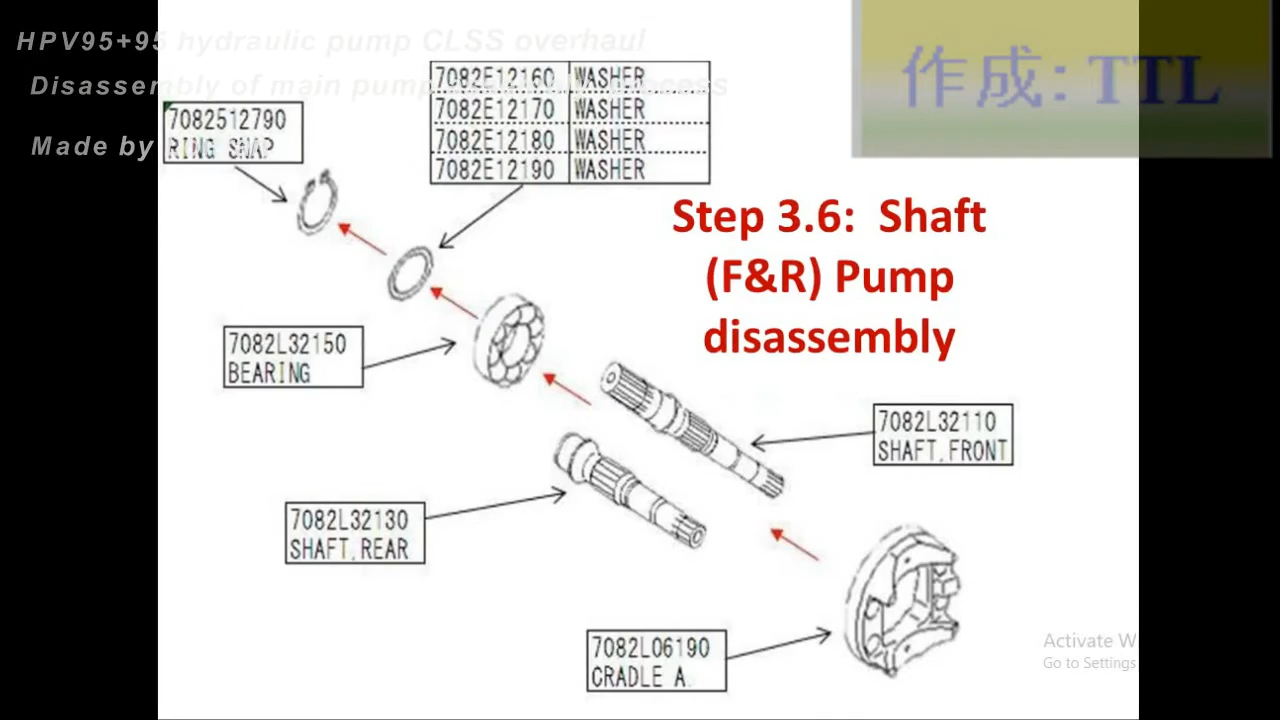 HPV95+95 hydraulic pump CLSS overhaul
Disassembly of main pump
Made by
作成: TTL
7082512790
RING SNAP
7082E12160 WASHER
7082E12170 WASHER
7082E12180 WASHER
7082E12190 WASHER
Step 3.6: Shaft
(F&R) Pump
disassembly
7082L32150
BEARING
7082L32110
SHAFT,FRONT
7082L32130
SHAFT,REAR
7082L06190
CRADLE A.
Activate W
Go to Settings